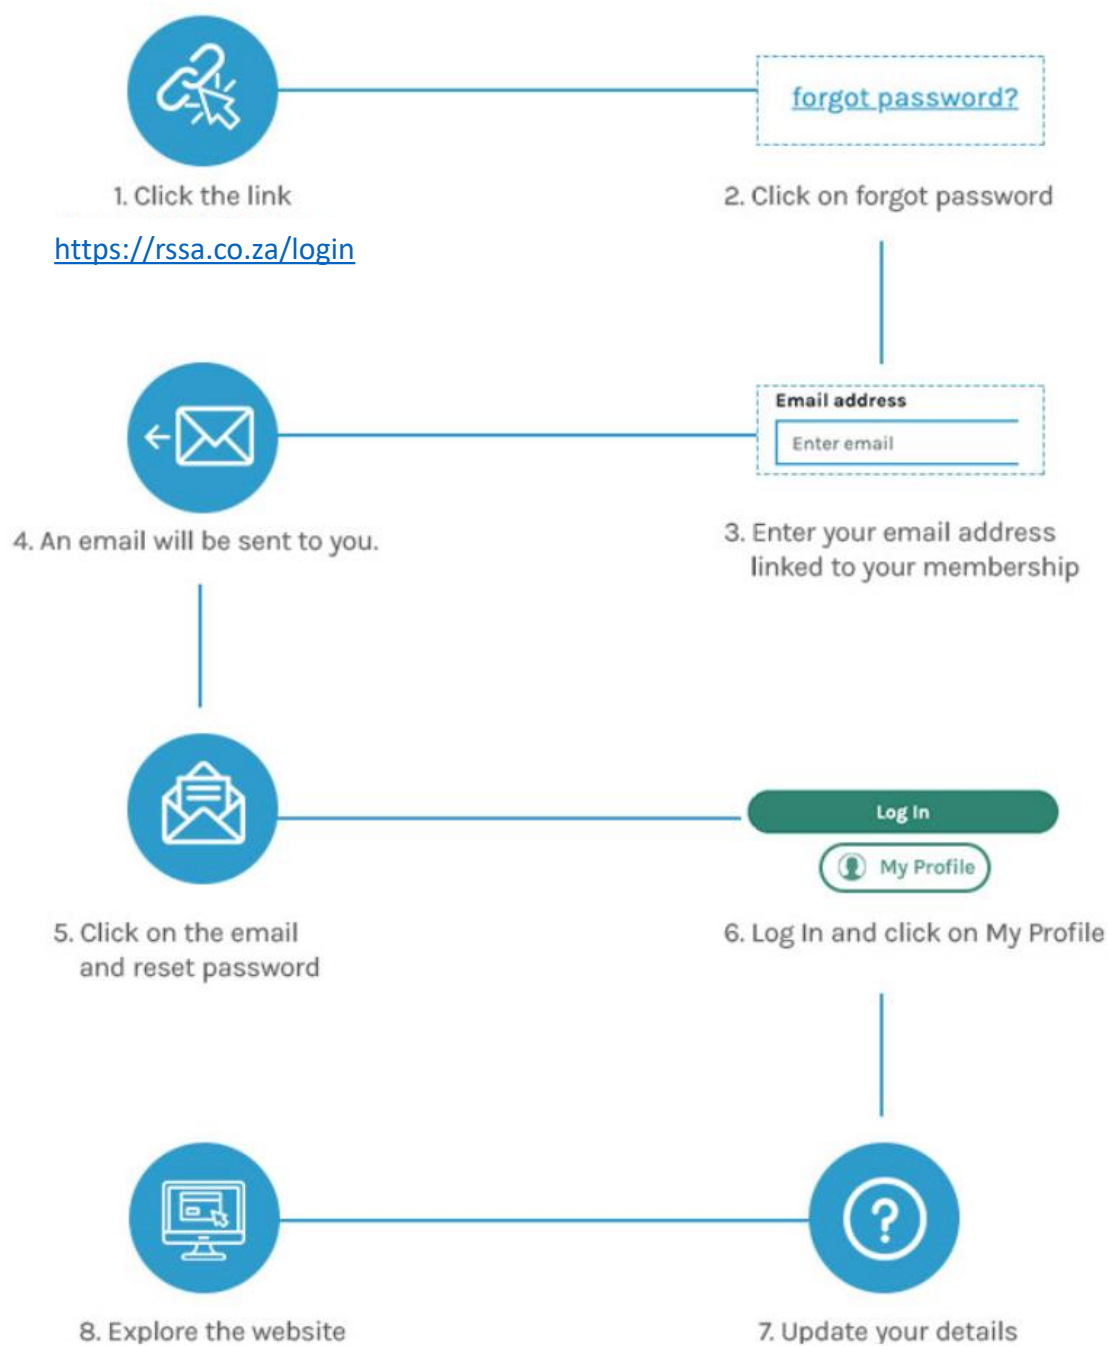 forgot password?
1. Click the link
2. Click on forgot password
https://rssa.co.za/login
Email address
Enter email
3. Enter your email address
linked to your membership
4. An email will be sent to you.
5. Click on the email
and reset password
Log In
My Profile
6. Log In and click on My Profile
7. Update your details
?
8. Explore the website